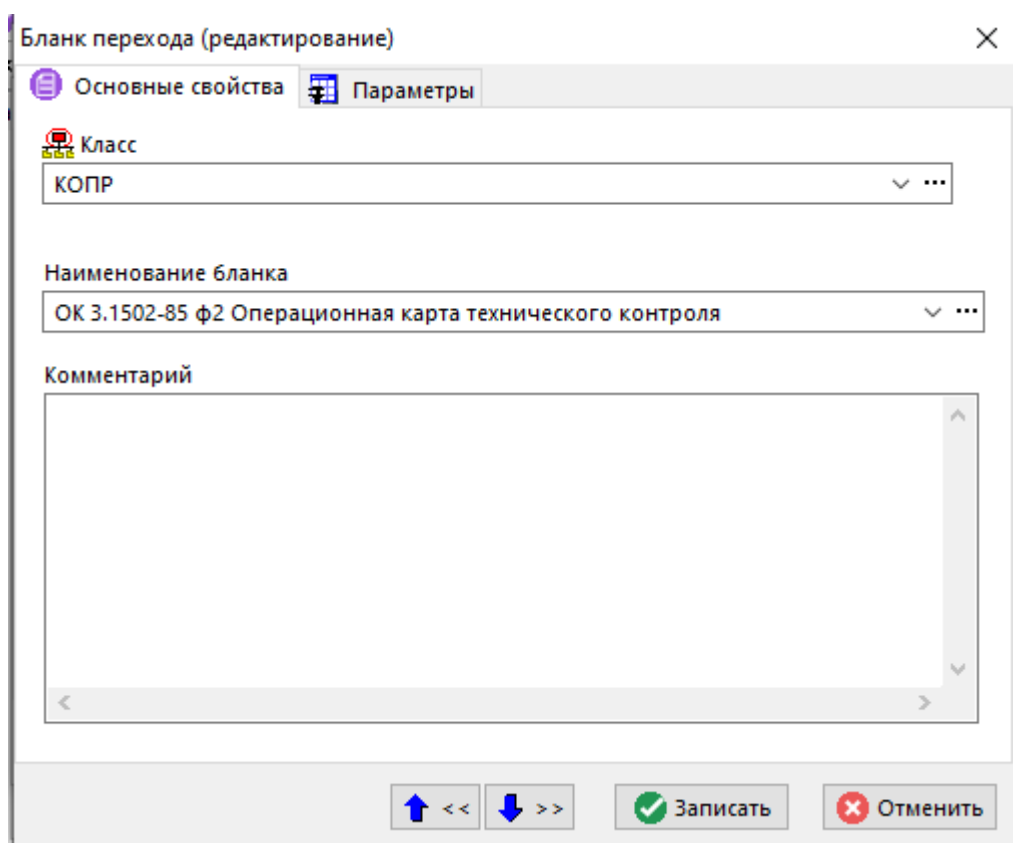 Бланк перехода (редактирование)
Основные свойства
Параметры
Класс
КОПР
Наименование бланка
ОК 3.1502-85 ф2 Операционная карта технического контроля
Комментарий
<< >> Записать Отменить